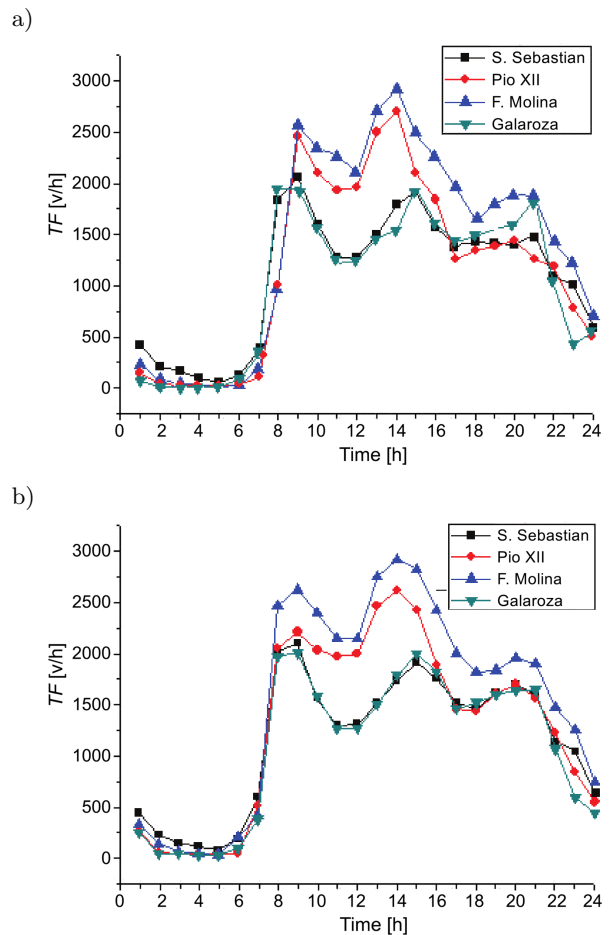 a)
S. Sebastian
Pio XII
F. Molina
Galaroza
3000
2500
2000
1500
1000
500
0
TF [v/h]
0 2 4 6 8 10 12 14 16 18 20 22 24
Time [h]
b)
S. Sebastian
Pio XII
F. Molina
Galaroza
3000
2500
2000
1500
1000
500
0
TF [v/h]
0 2 4 6 8 10 12 14 16 18 20 22 24
Time [h]